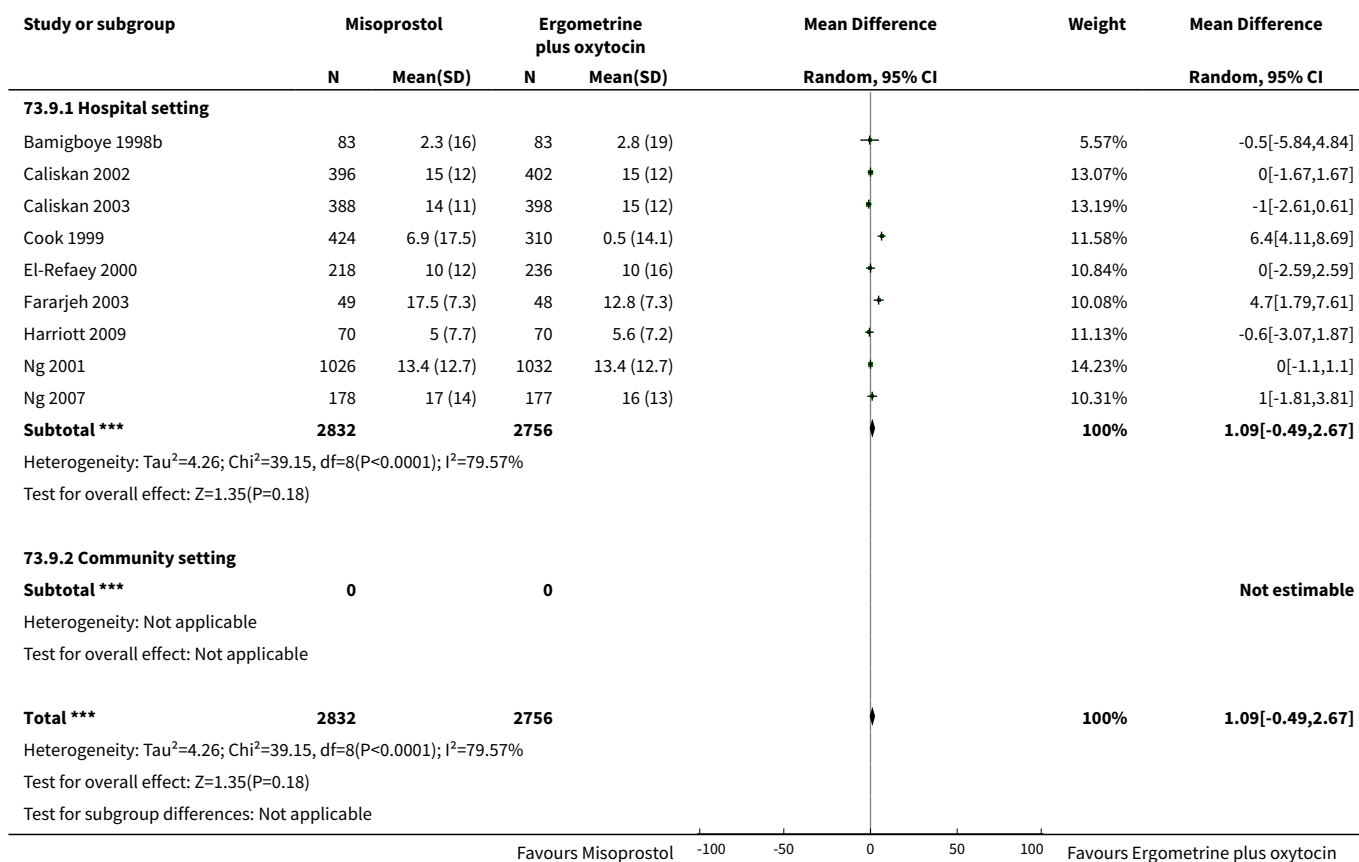 Study or subgroup Misoprostol Ergometrine plus oxytocin Mean Difference Weight Mean Difference
N Mean(SD) N Mean(SD) Random, 95% CI Random, 95% CI
73.9.1 Hospital setting
Bamigboye 1998b 83 2.3 (16) 83 2.8 (19) 5.57% -0.5[-5.84,4.84]
Caliskan 2002 396 15 (12) 402 15 (12) 13.07% 0[-1.67,1.67]
Caliskan 2003 388 14 (11) 398 15 (12) 13.19% -1[-2.61,0.61]
Cook 1999 424 6.9 (17.5) 310 0.5 (14.1) 11.58% 6.4[4.11,8.69]
El-Refaey 2000 218 10 (12) 236 10 (16) 10.84% 0[-2.59,2.59]
Fararjeh 2003 49 17.5 (7.3) 48 12.8 (7.3) 10.08% 4.7[1.79,7.61]
Harriott 2009 70 5 (7.7) 70 5.6 (7.2) 11.13% -0.6[-3.07,1.87]
Ng 2001 1026 13.4 (12.7) 1032 13.4 (12.7) 14.23% 0[-1.1,1.1]
Ng 2007 178 17 (14) 177 16 (13) 10.31% 1[-1.81,3.81]
Subtotal *** 2832 2756 100% 1.09[-0.49,2.67]
Heterogeneity: Tau²=4.26; Chi²=39.15, df=8(P<0.0001); I²=79.57%
Test for overall effect: Z=1.35(P=0.18)
73.9.2 Community setting
Subtotal *** 0 0 Not estimable
Heterogeneity: Not applicable
Test for overall effect: Not applicable
Total *** 2832 2756 100% 1.09[-0.49,2.67]
Heterogeneity: Tau²=4.26; Chi²=39.15, df=8(P<0.0001); I²=79.57%
Test for overall effect: Z=1.35(P=0.18)
Test for subgroup differences: Not applicable
Favours Misoprostol -100 -50 0 50 100 Favours Ergometrine plus oxytocin